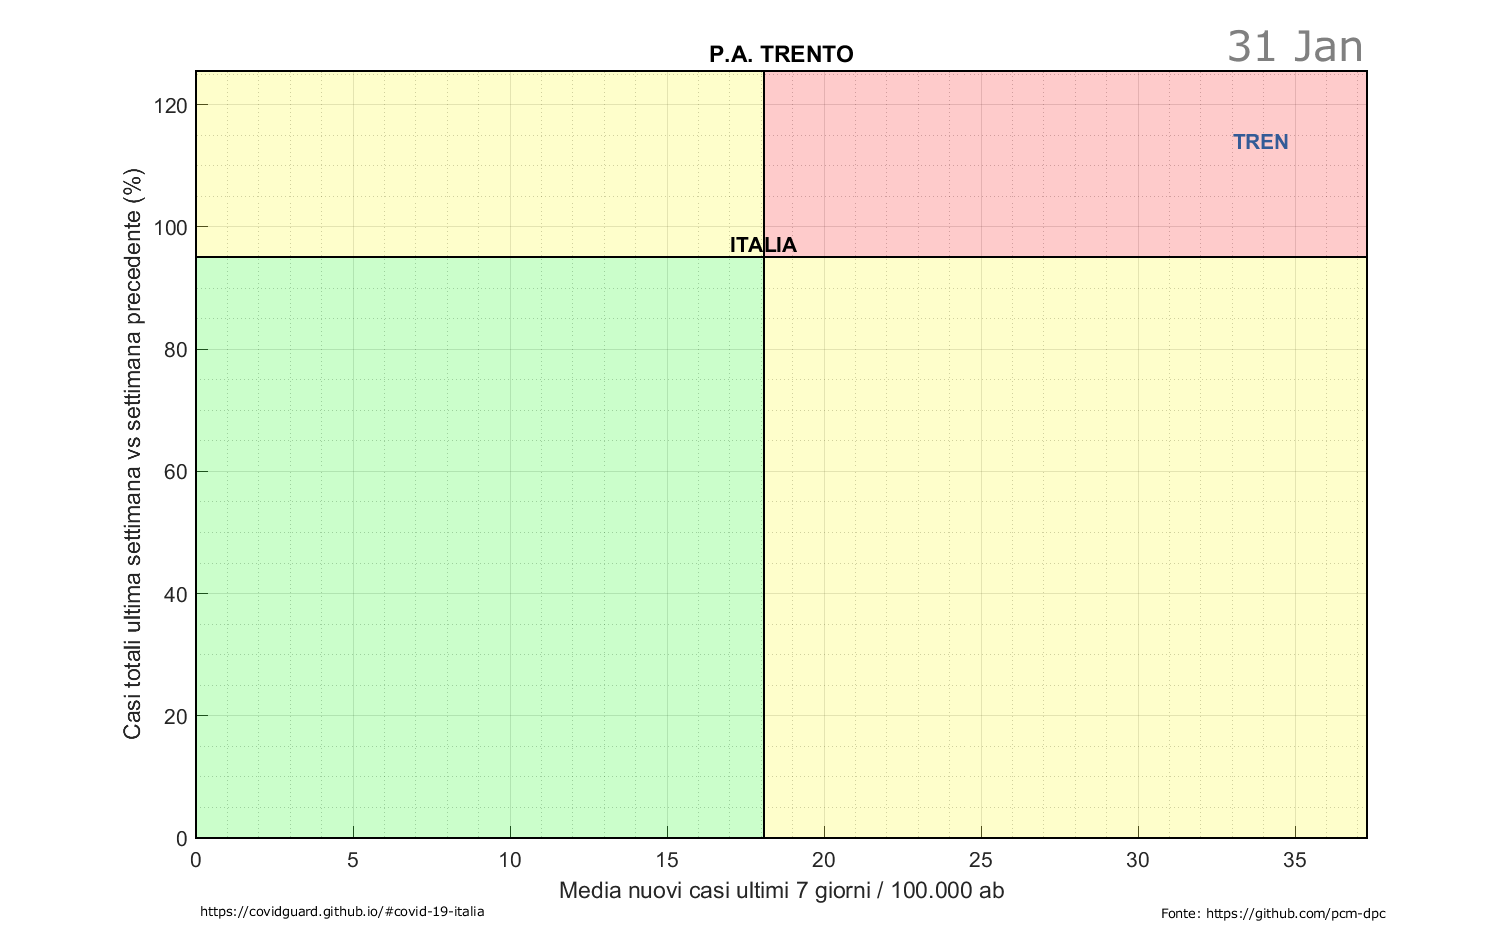 31 Jan
P.A. TRENTO
Casi totali ultima settimana vs settimana precedente (%)
120
100
80
60
40
20
0
TREN
ITALIA
0 5 10 15 20 25 30 35
Media nuovi casi ultimi 7 giorni / 100.000 ab
https://covidguard.github.io/#covid-19-italia
Fonte: https://github.com/pcm-dpc